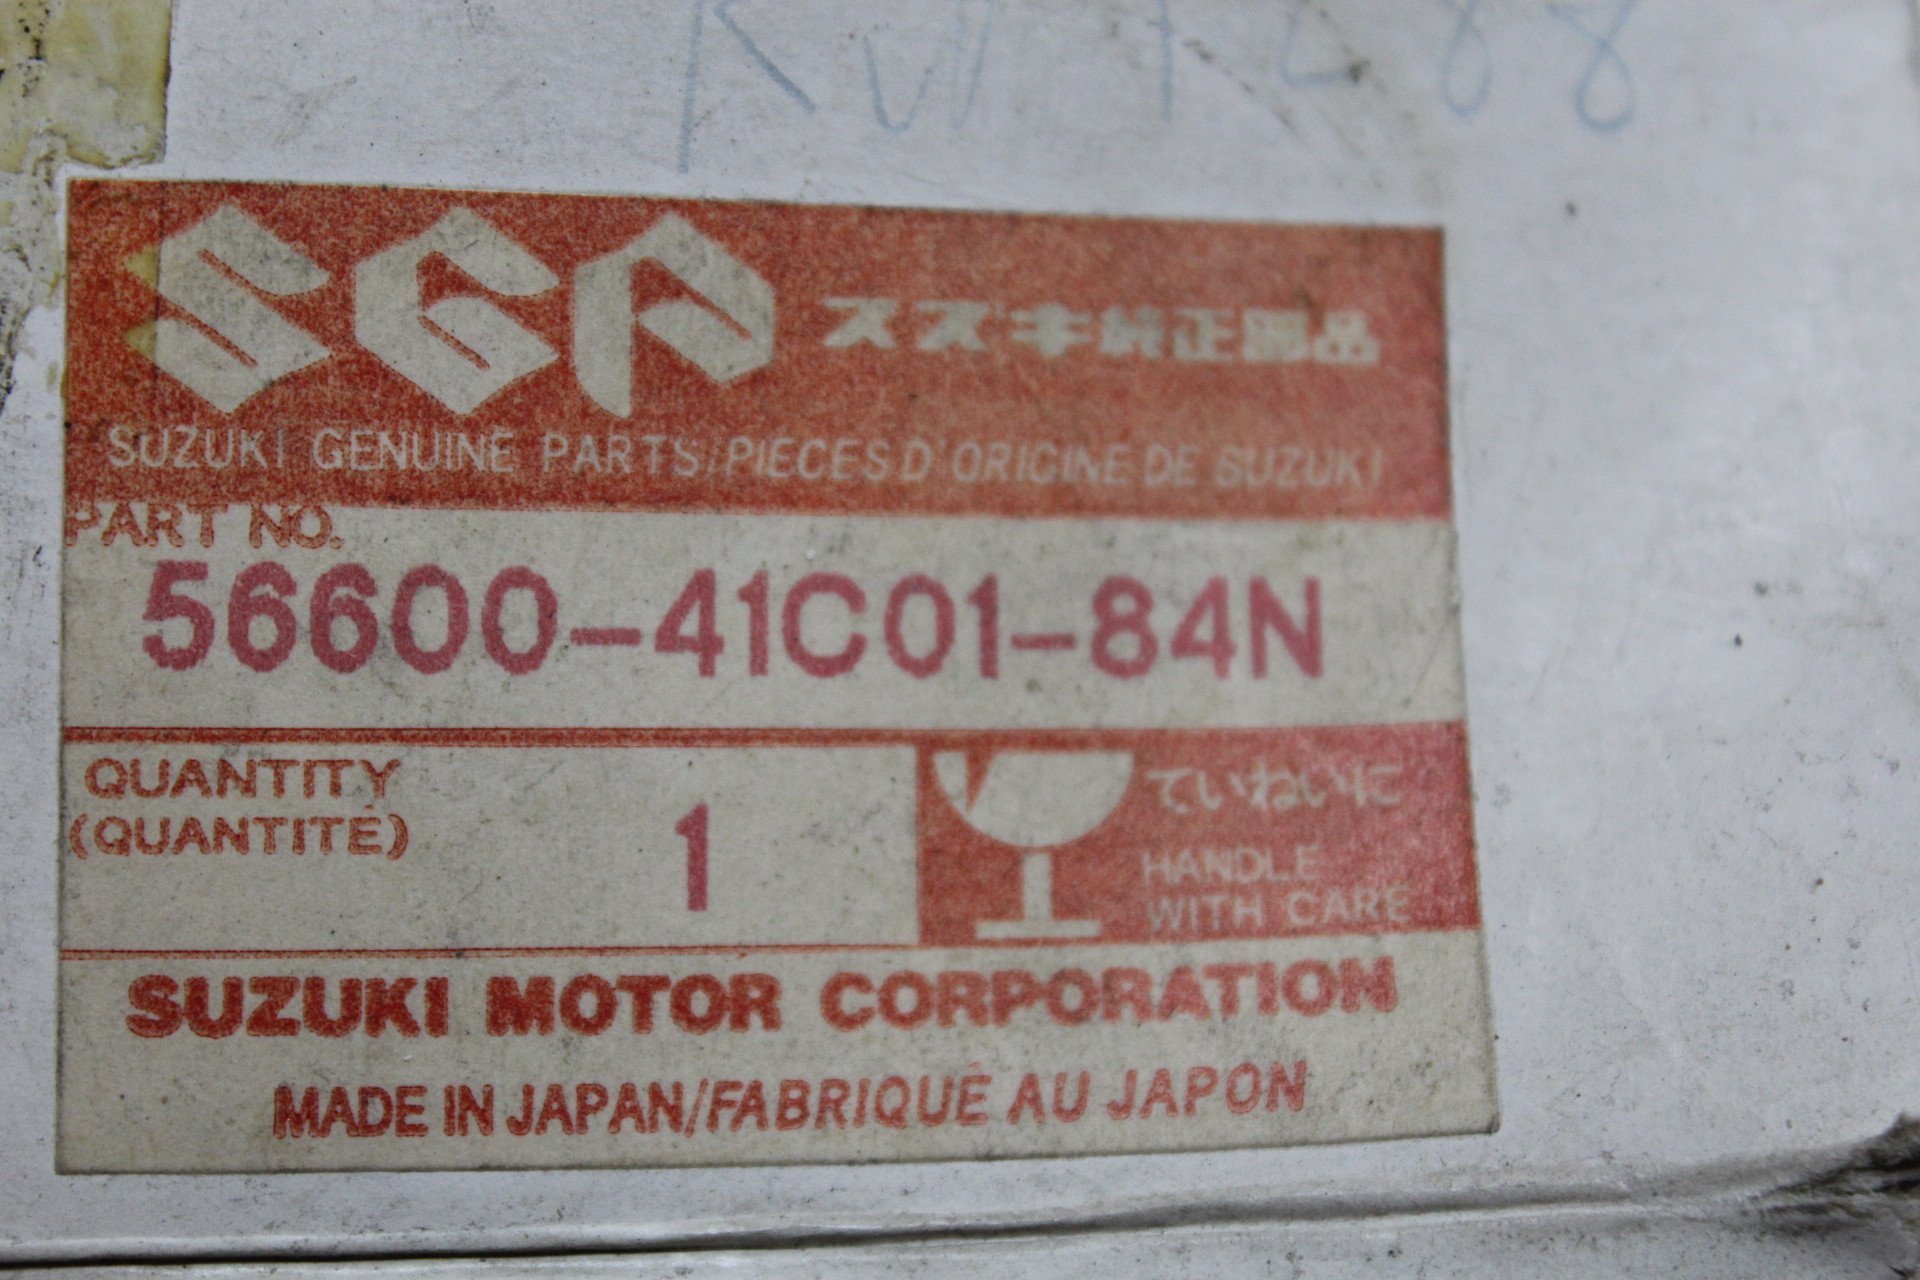 SGP スズキ純正部品
SUZUKI GENUINE PARTS/PIECES D'ORIGINE DE SUZUKI
PART NO.
56600-41C01-84N
QUANTITY
(QUANTITÉ)
1
ていねいに
HANDLE
WITH CARE
SUZUKI MOTOR CORPORATION
MADE IN JAPAN/FABRIQUÉ AU JAPON